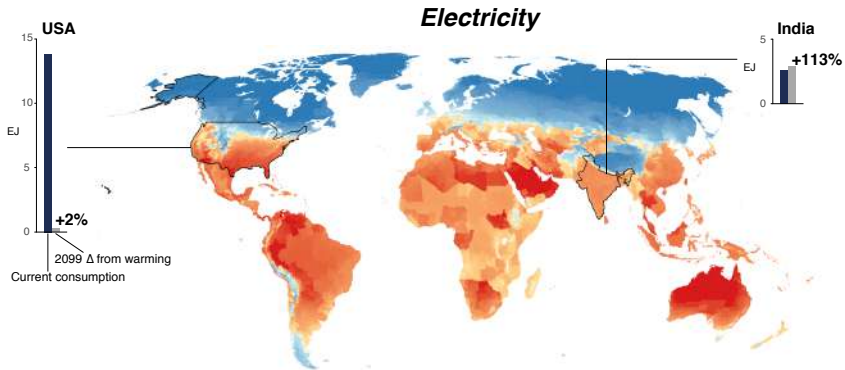 Electricity
USA
15
10
EJ
5
0
+2%
2099 Δ from warming
Current consumption
India
5
EJ
+113%
0